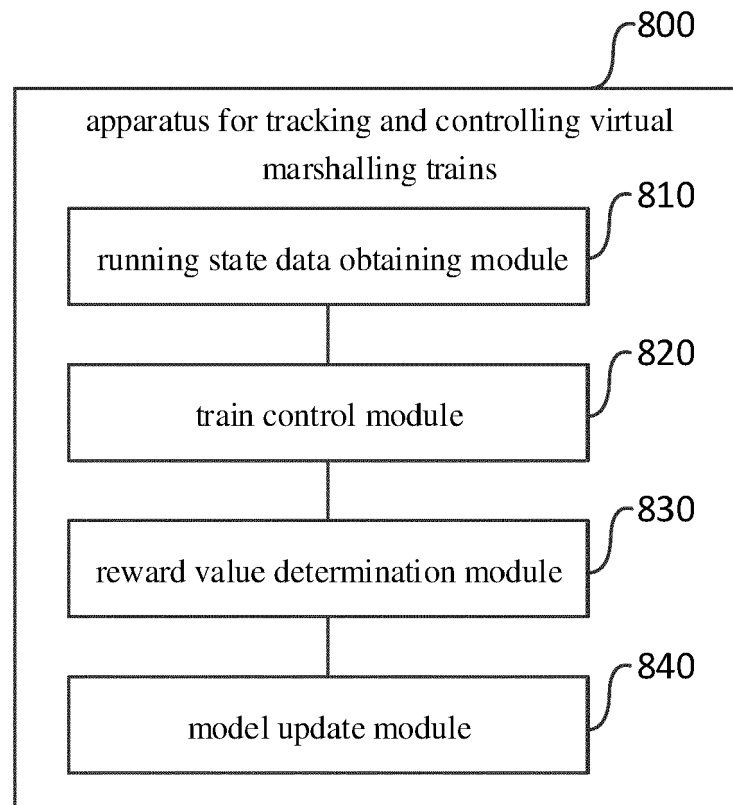 800
apparatus for tracking and controlling virtual
marshalling trains
810
running state data obtaining module
820
train control module
830
reward value determination module
840
model update module